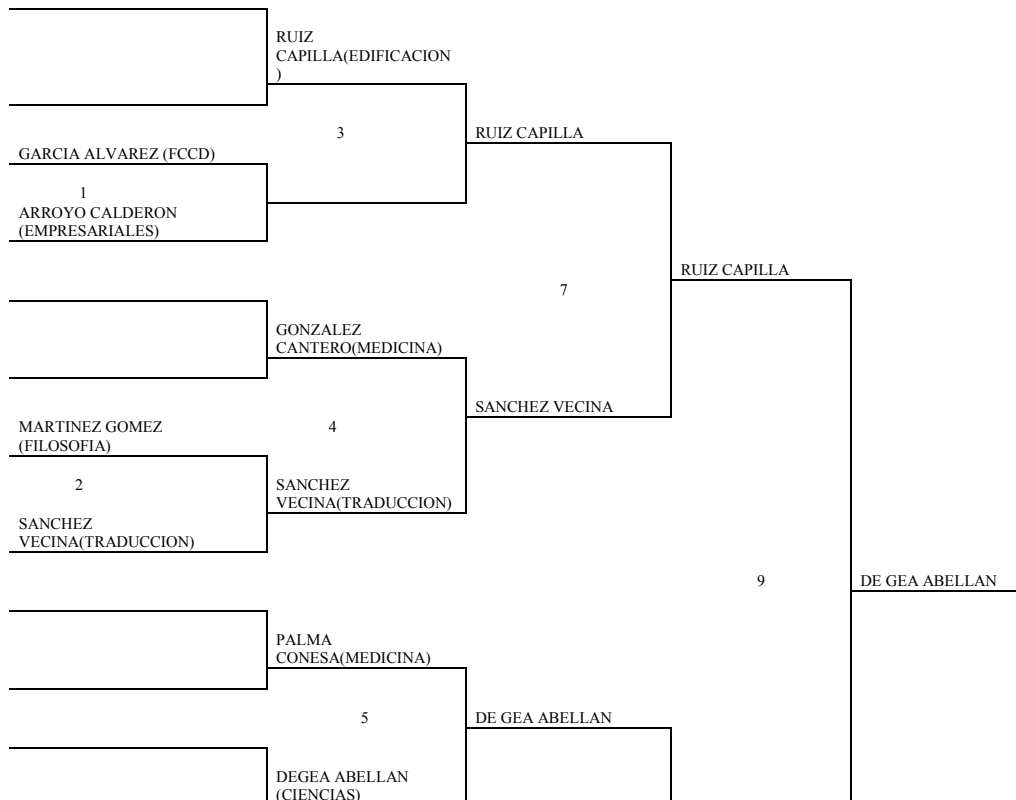 RUIZ
CAPILLA(EDIFICACION
)
3
RUIZ CAPILLA
GARCIA ALVAREZ (FCCD)
1
ARROYO CALDERON
(EMPRESARIALES)
RUIZ CAPILLA
7
GONZALEZ
CANTERO(MEDICINA)
SANCHEZ VECINA
MARTINEZ GOMEZ
(FILOSOFIA)
4
2
SANCHEZ
VECINA(TRADUCCION)
SANCHEZ
VECINA(TRADUCCION)
9
DE GEA ABELLAN
PALMA
CONESA(MEDICINA)
5
DE GEA ABELLAN
DEGEA ABELLAN
(CIENCIAS)